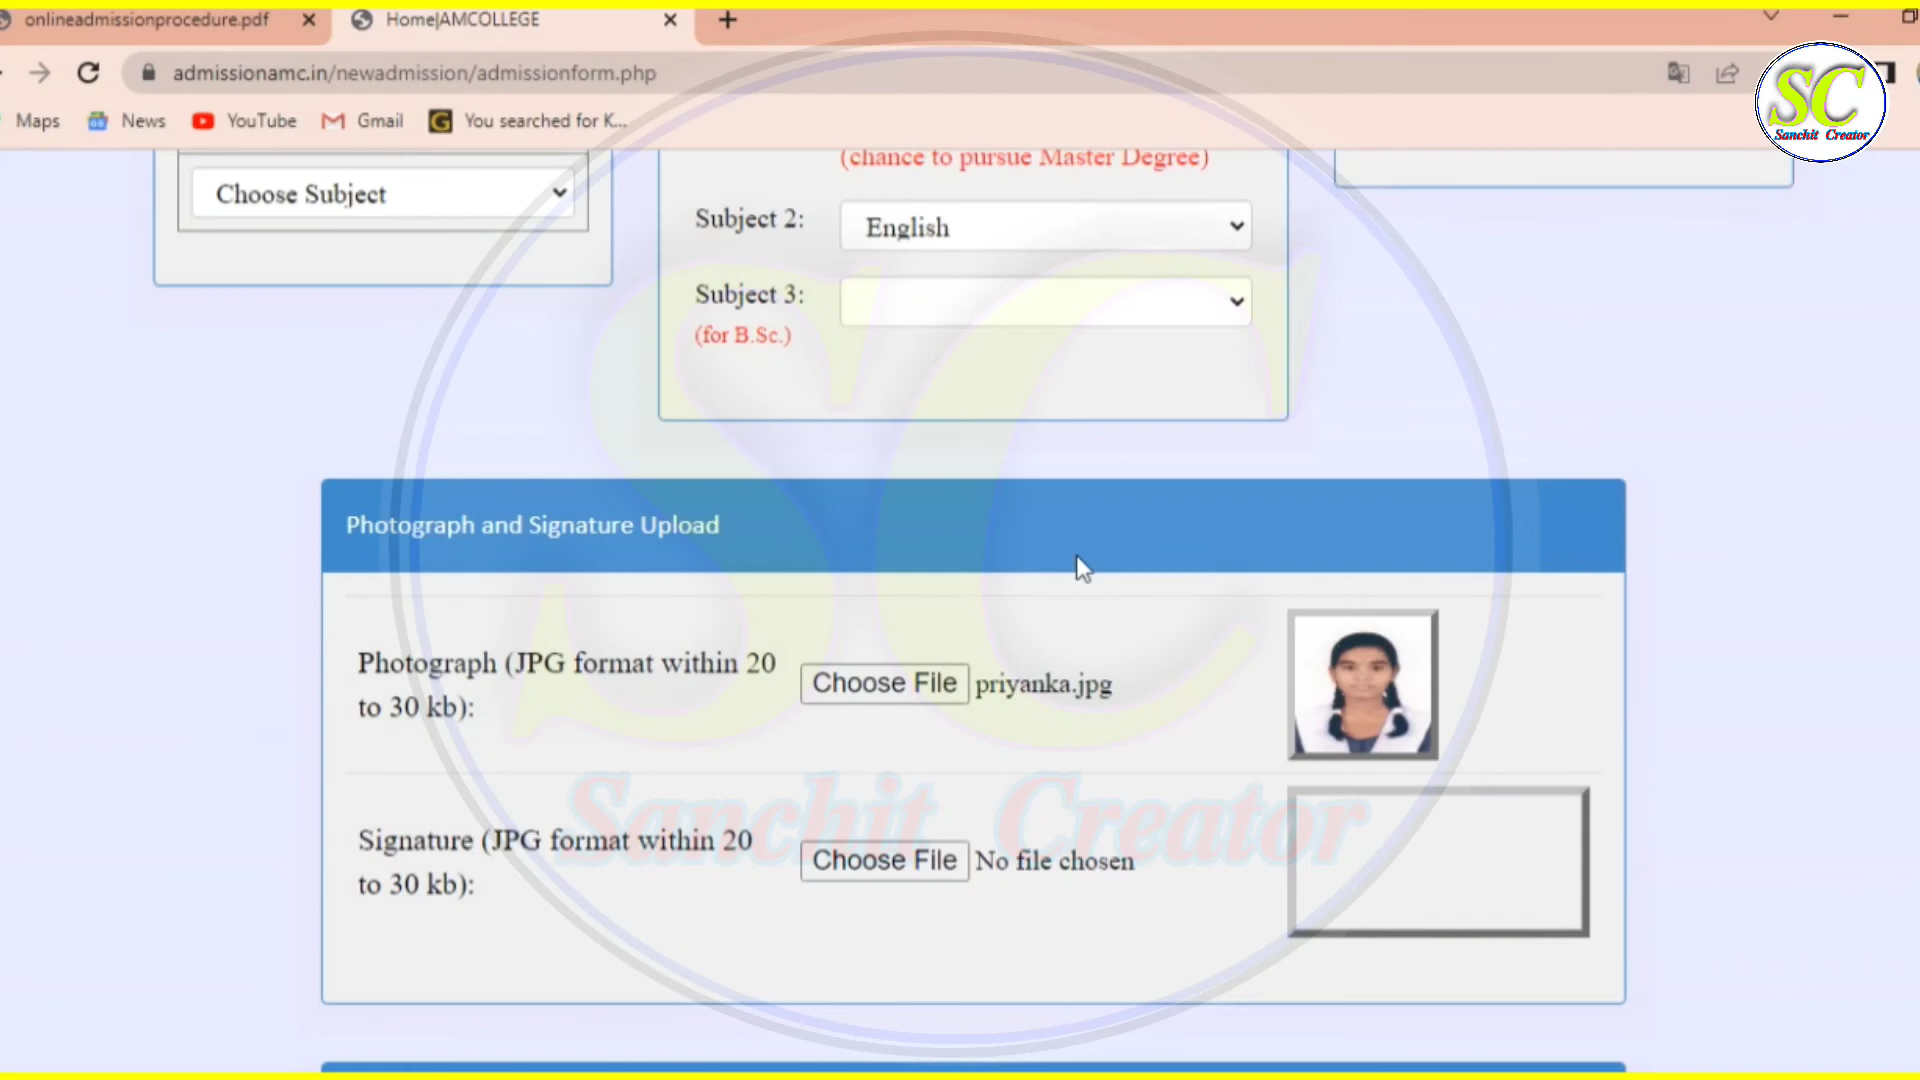 onlineadmissionprocedure.pdf
Home|AMCOLLEGE
admissionamc.in/newadmission/admissionform.php
Maps
News
YouTube
Gmail
You searched for K...
SC
Sanchit Creator
(chance to pursue Master Degree)
Choose Subject
Subject 2:
English
Subject 3:
(for B.Sc.)
Photograph and Signature Upload
Photograph (JPG format within 20
to 30 kb):
Choose File priyanka.jpg
Signature (JPG format within 20
to 30 kb):
Choose File No file chosen
SC
Sanchit Creator